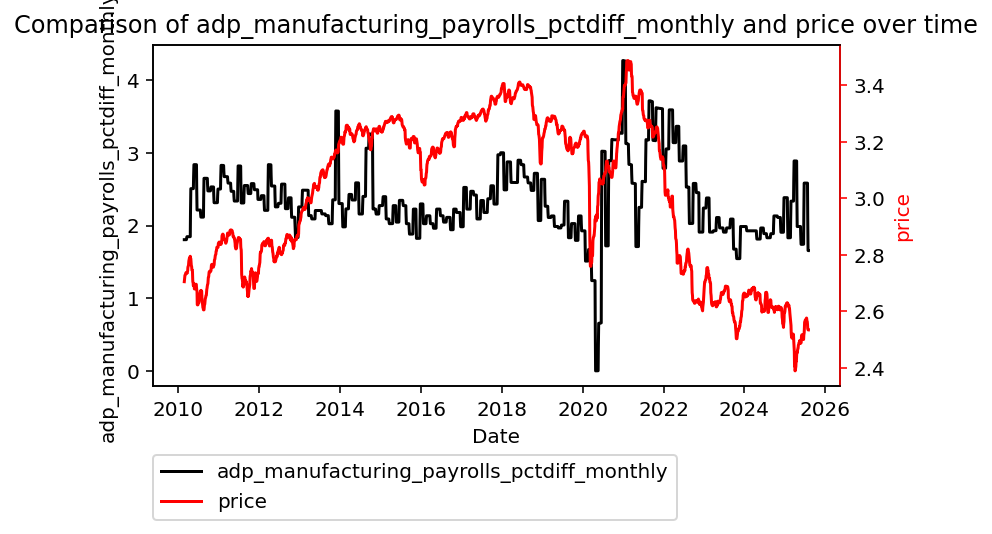 Comparison of adp_manufacturing_payrolls_pctdiff_monthly and price over time
adp_manufacturing_payrolls_pctdiff_monthly
4
3
2
1
0
3.4
3.2
3.0
2.8
2.6
2.4
price
2010 2012 2014 2016 2018 2020 2022 2024 2026
Date
adp_manufacturing_payrolls_pctdiff_monthly
price